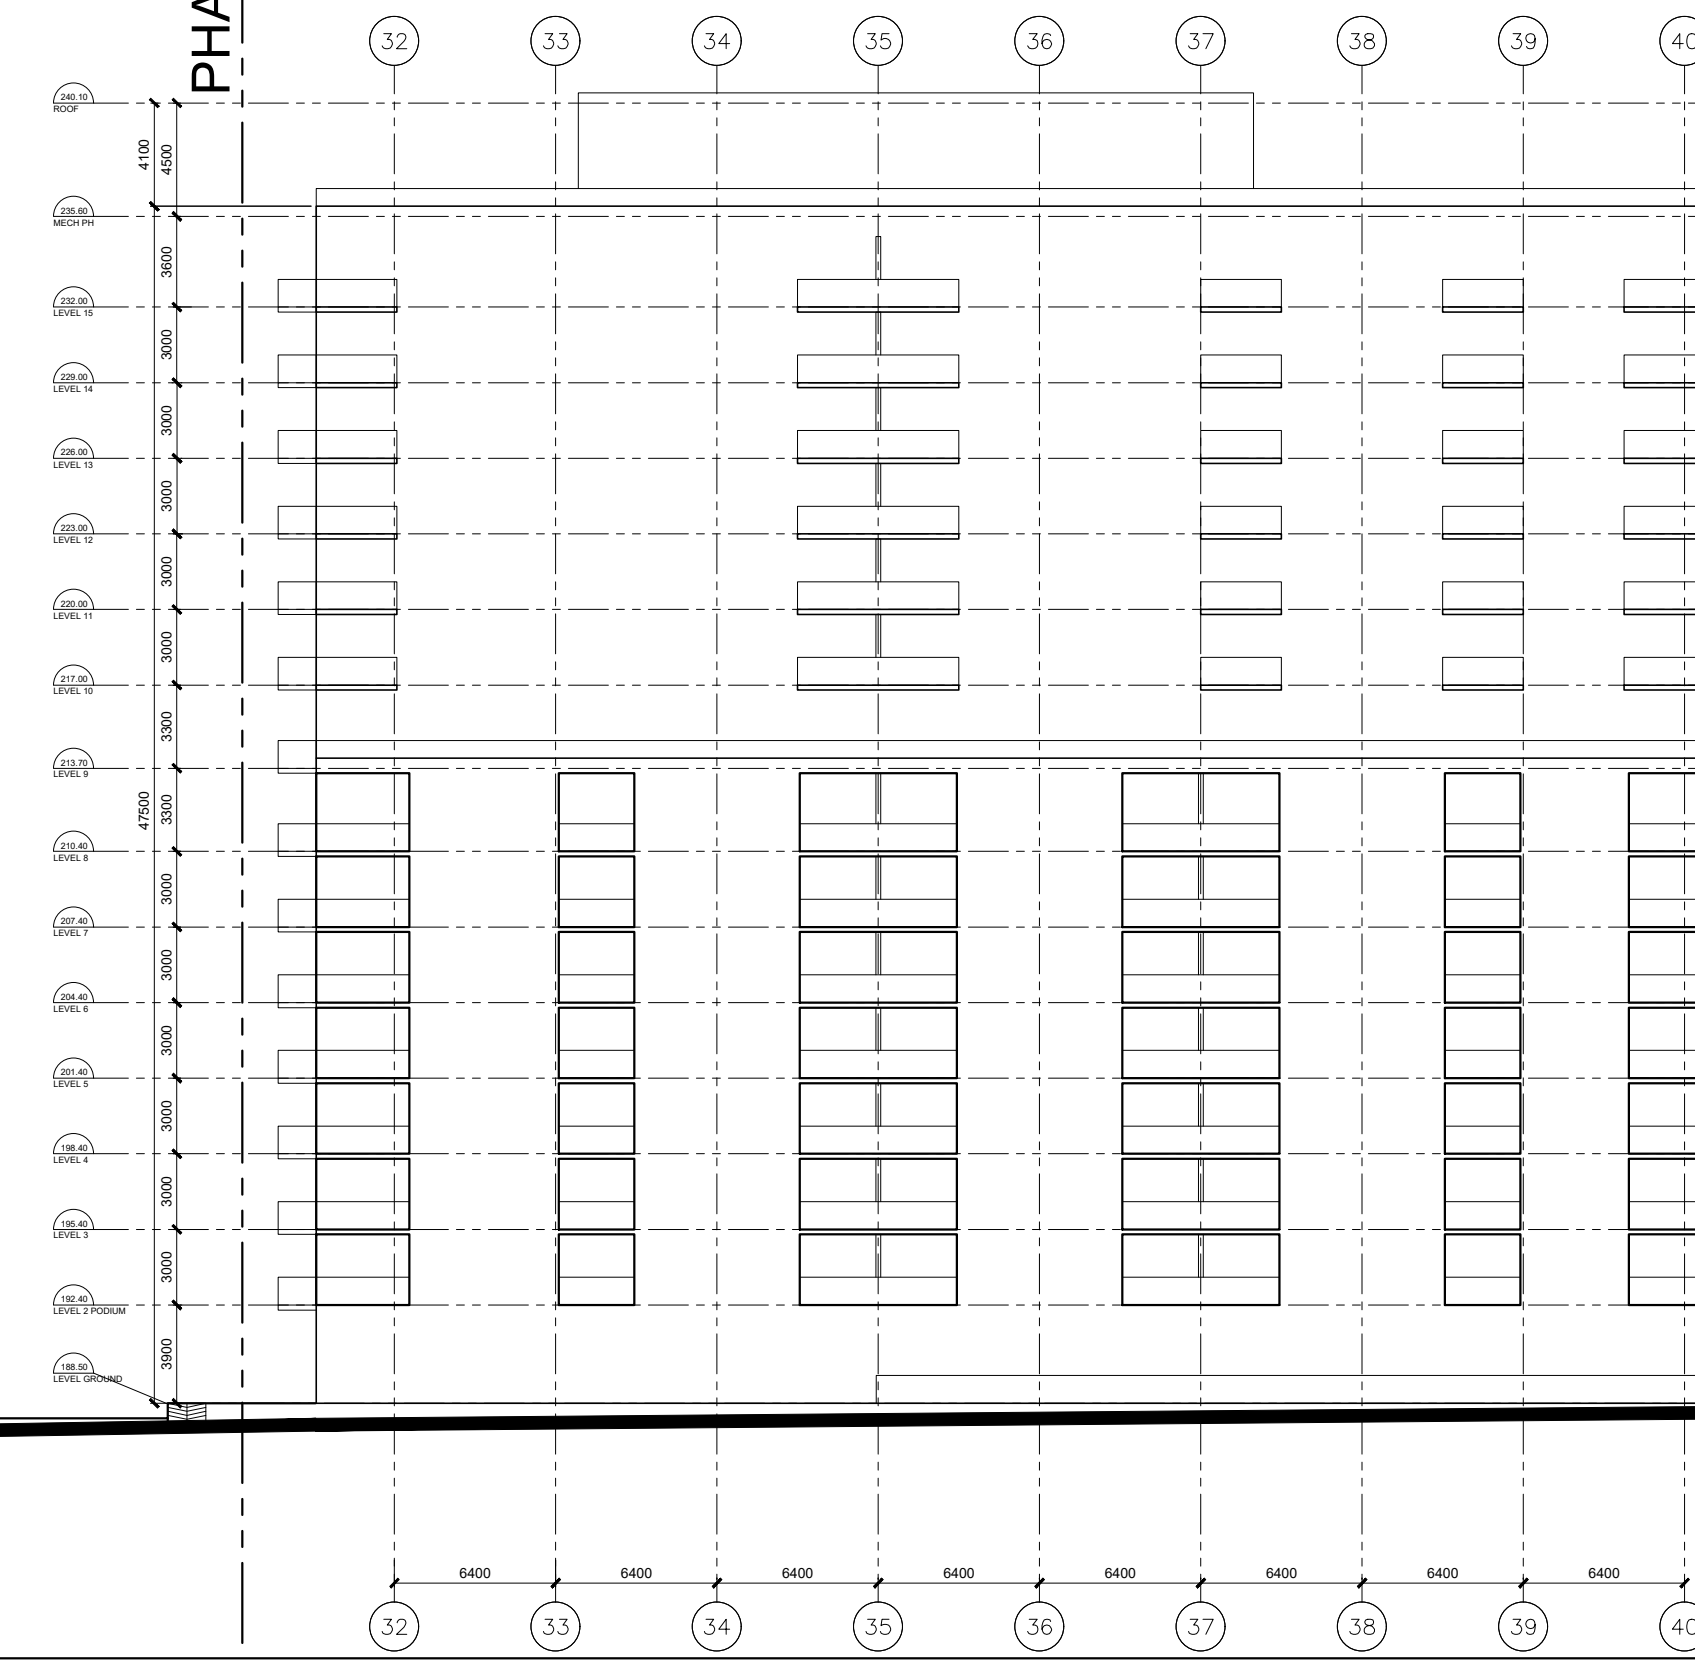 PHA
32 33 34 35 36 37 38 39 40
240.10
ROOF
4100
4500
235.60
MECH PH
3600
232.00
LEVEL 15
3000
229.00
LEVEL 14
3000
226.00
LEVEL 13
3000
223.00
LEVEL 12
3000
220.00
LEVEL 11
3000
217.00
LEVEL 10
3300
213.70
LEVEL 9
47500
3300
210.40
LEVEL 8
3000
207.40
LEVEL 7
3000
204.40
LEVEL 6
3000
201.40
LEVEL 5
3000
198.40
LEVEL 4
3000
195.40
LEVEL 3
3000
192.40
LEVEL 2 PODIUM
3900
188.50
LEVEL GROUND
6400 6400 6400 6400 6400 6400 6400 6400
32 33 34 35 36 37 38 39 40